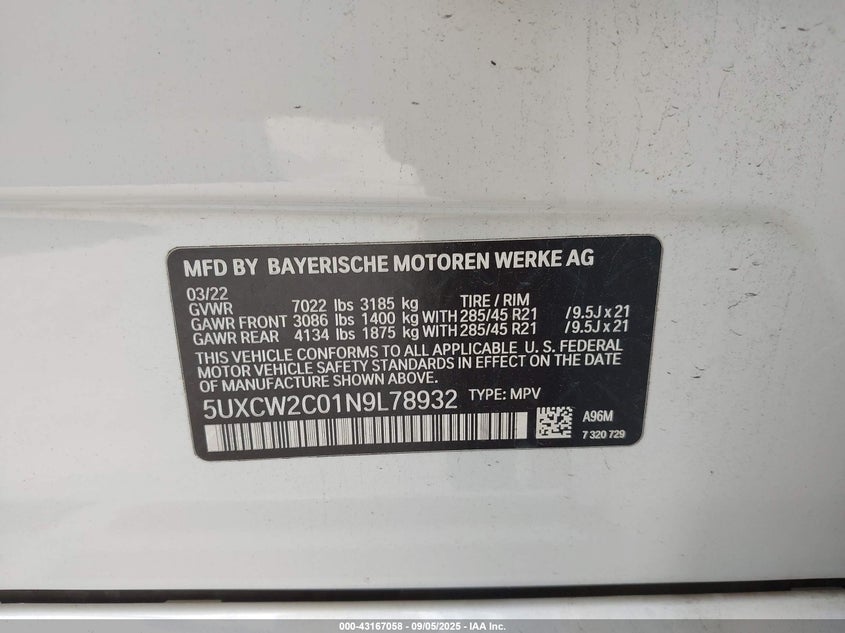 MFD BY BAYERISCHE MOTOREN WERKE AG
03/22 TIRE / RIM
GVWR 7022 lbs 3185 kg
GAWR FRONT 3086 lbs 1400 kg WITH 285/45 R21 / 9.5J x 21
GAWR REAR 4134 lbs 1875 kg WITH 285/45 R21 / 9.5J x 21
THIS VEHICLE CONFORMS TO ALL APPLICABLE U. S. FEDERAL
MOTOR VEHICLE SAFETY STANDARDS IN EFFECT ON THE DATE
OF MANUFACTURE SHOWN ABOVE.
5UXCW2C01N9L78932 TYPE: MPV
A96M
7 320 729
000-43167058 - 09/05/2025 - IAA Inc.